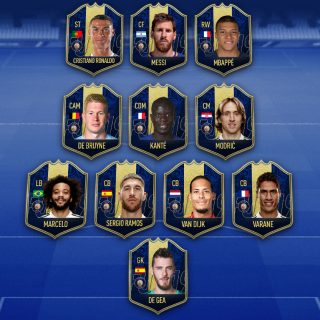 ST
CRISTIANO RONALDO
CF
MESSI
RW
MBAPPÉ
CAM
DE BRUYNE
CDM
KANTÉ
CM
MODRIĆ
LB
MARCELO
CB
SERGIO RAMOS
CB
VAN DIJK
CB
VARANE
GK
DE GEA